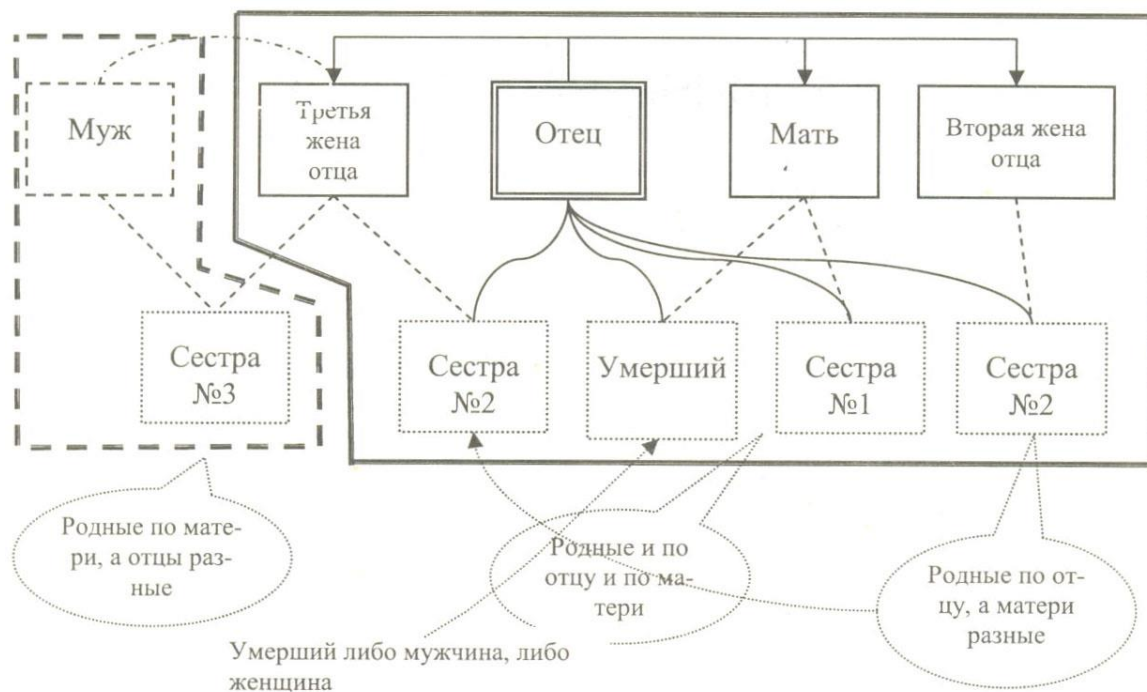 Муж
Третья
жена
отца
Отец
Мать
Вторая жена
отца
Сестра
№3
Сестра
№2
Умерший
Сестра
№1
Сестра
№2
Родные по мате-
ри, а отцы раз-
ные
Родные и по
отцу и по ма-
тери
Родные по от-
цу, а матери
разные
Умерший либо мужчина, либо
женщина